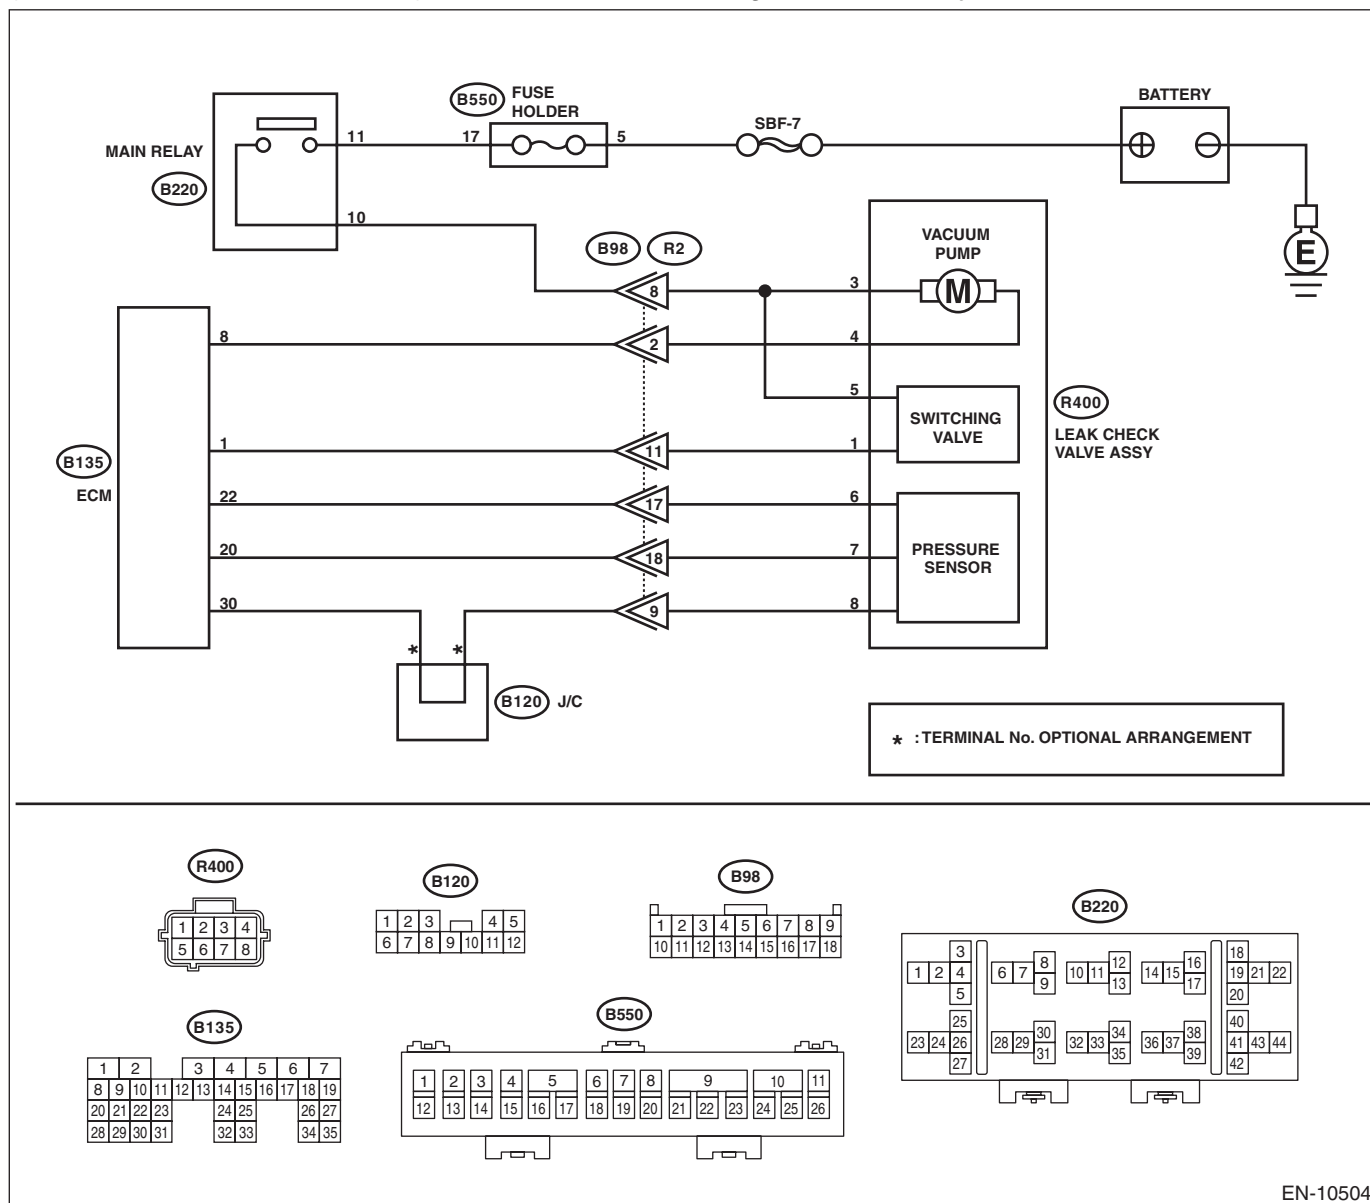 B550 FUSE HOLDER
BATTERY
SBF-7
11 17 5
MAIN RELAY
B220
10
VACUUM PUMP
B98 R2
E
8 3 M
8 2 4
5
SWITCHING VALVE
R400
LEAK CHECK VALVE ASSY
1 11 1
B135
ECM
22 17 6
20 18 7
PRESSURE SENSOR
30 9 8
* *
B120 J/C
* : TERMINAL No. OPTIONAL ARRANGEMENT
R400
1 2 3 4
5 6 7 8
B120
1 2 3 4 5
6 7 8 9 10 11 12
B98
1 2 3 4 5 6 7 8 9
10 11 12 13 14 15 16 17 18
B220
3 8 12 16 18
1 2 4 6 7 9 10 11 13 14 15 17 19 21 22
5 20
25 30 34 38 40
23 24 26 28 29 31 32 33 35 36 37 39 41 43 44
27 42
B135
1 2 3 4 5 6 7
8 9 10 11 12 13 14 15 16 17 18 19
20 21 22 23 24 25 26 27
28 29 30 31 32 33 34 35
B550
1 2 3 4 5 6 7 8 9 10 11
12 13 14 15 16 17 18 19 20 21 22 23 24 25 26
EN-10504